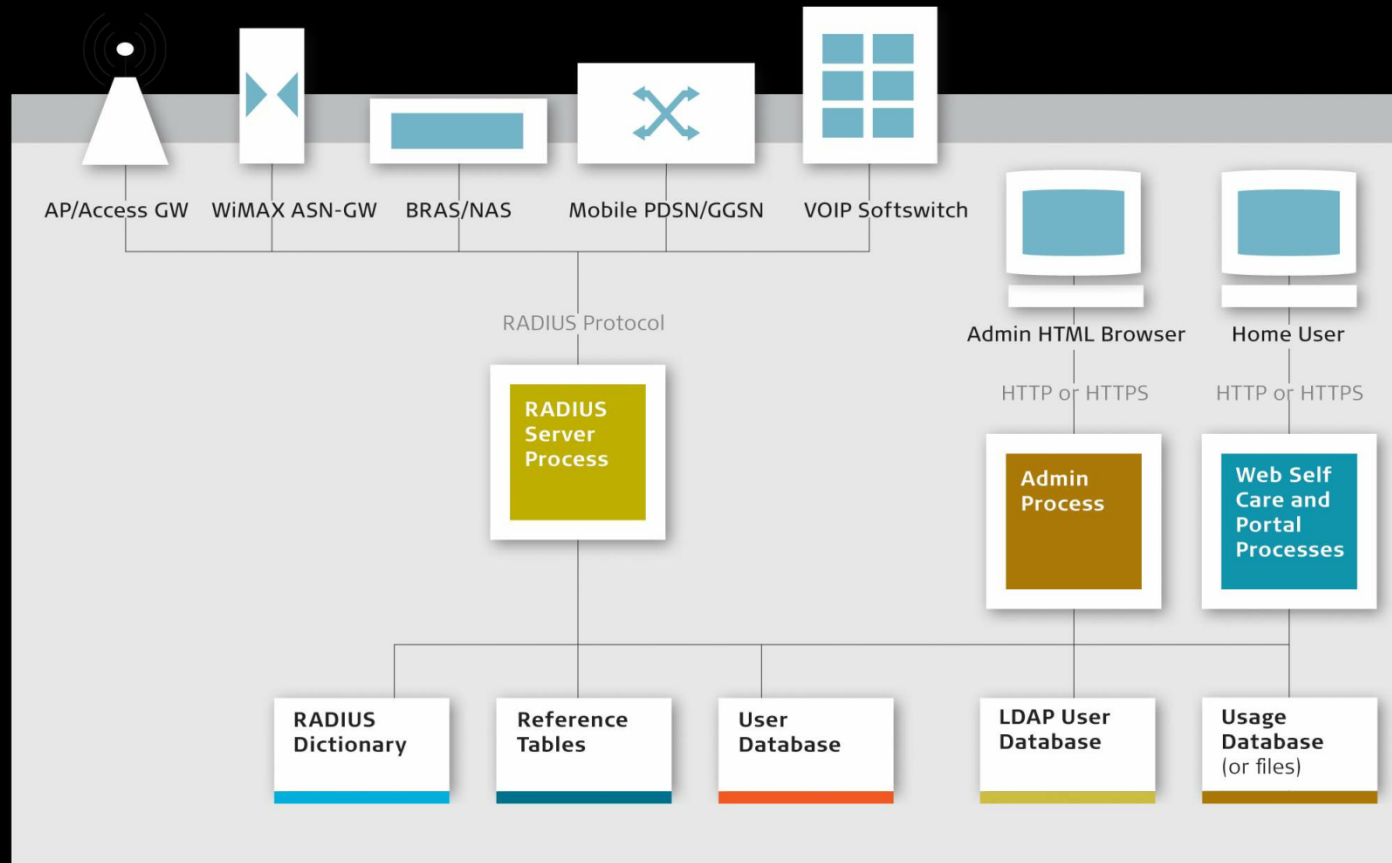 AP/Access GW
WiMAX ASN-GW
BRAS/NAS
Mobile PDSN/GGSN
VOIP Softswitch
RADIUS Protocol
Admin HTML Browser
Home User
HTTP or HTTPS
HTTP or HTTPS
RADIUS
Server
Process
Admin
Process
Web Self
Care and
Portal
Processes
RADIUS
Dictionary
Reference
Tables
User
Database
LDAP User
Database
Usage
Database
(or files)